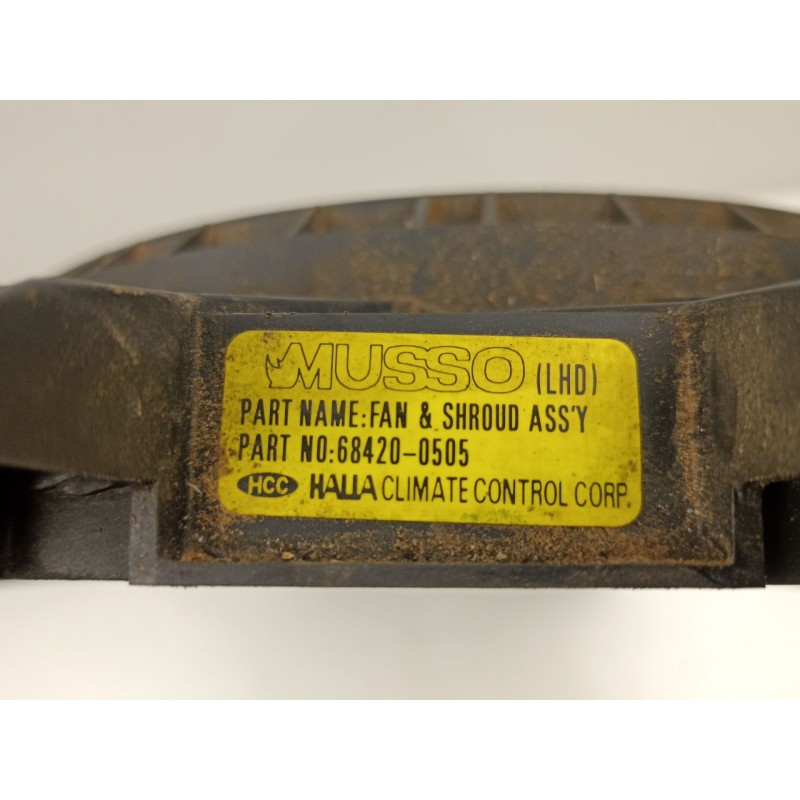 MUSSO (LHD)
PART NAME:FAN & SHROUD ASS'Y
PART NO:68420-0505
HCC HALLA CLIMATE CONTROL CORP.